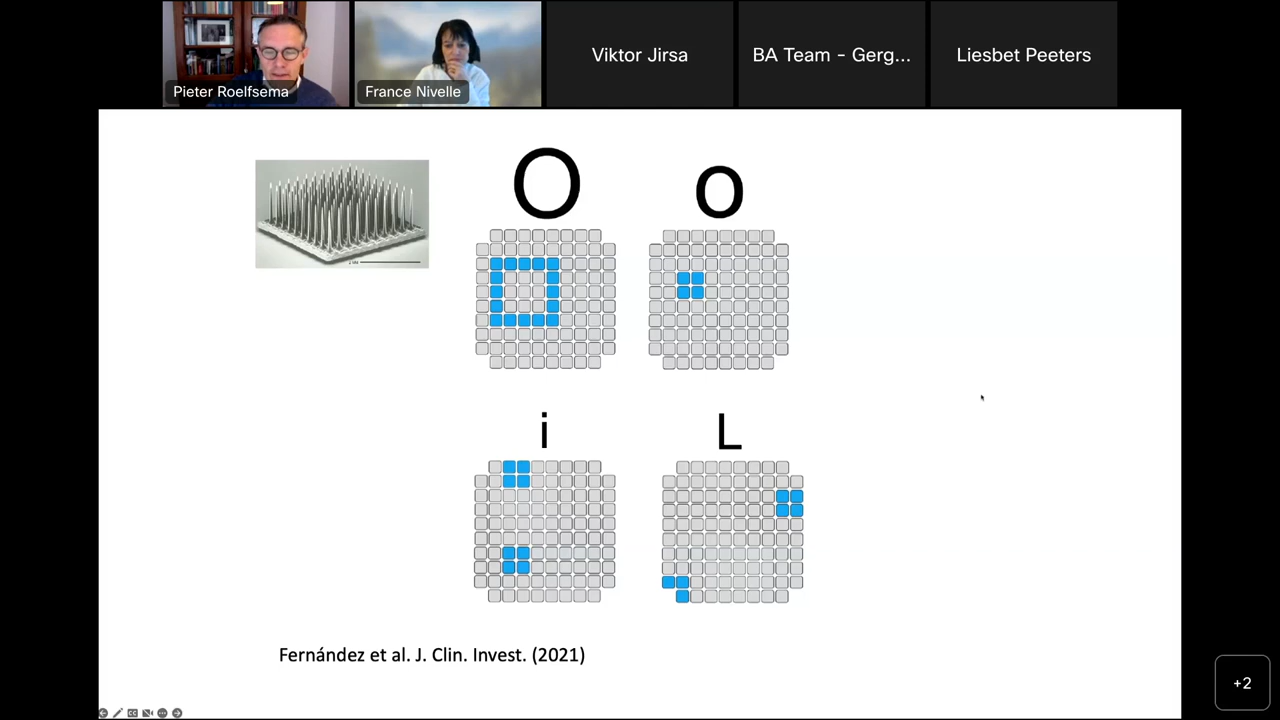 Viktor Jirsa
BA Team - Gerg...
Liesbet Peeters
Pieter Roelfsema
France Nivelle
O
o
i
L
Fernández et al. J. Clin. Invest. (2021)
+2